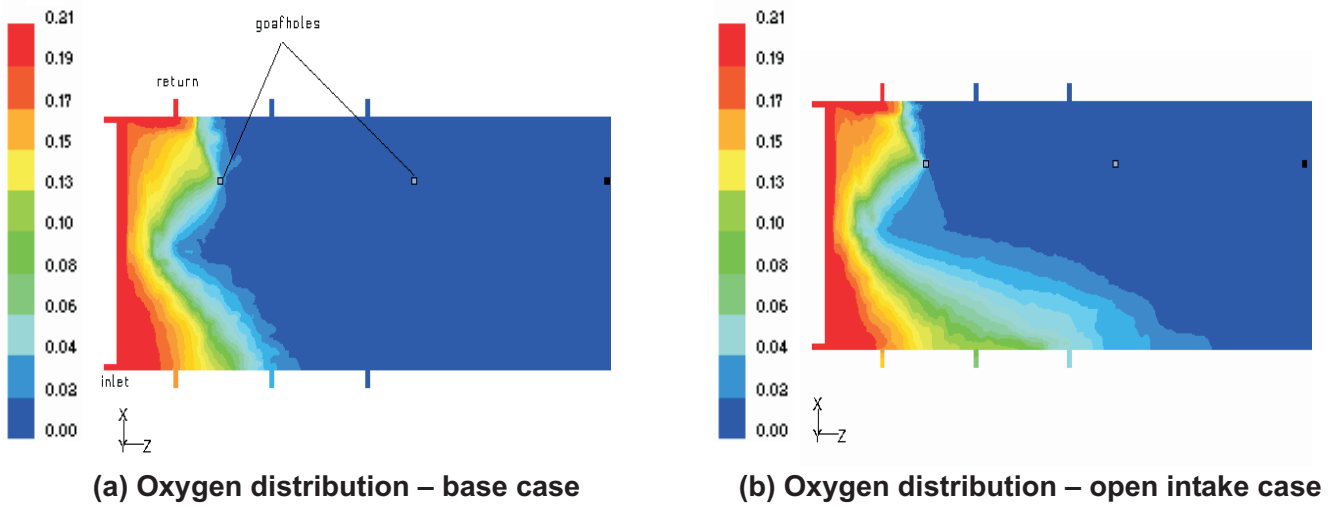 0.21
0.19
0.17
0.15
0.13
0.10
0.08
0.06
0.04
0.02
0.00
goafholes
return
inlet
X
Y Z
(a) Oxygen distribution – base case
0.21
0.19
0.17
0.15
0.13
0.10
0.08
0.06
0.04
0.02
0.00
X
Y Z
(b) Oxygen distribution – open intake case